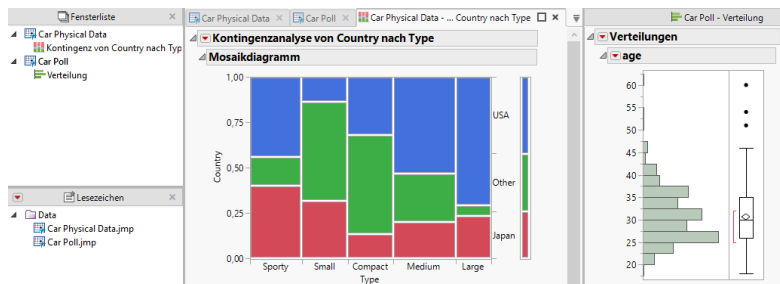 Fensterliste
Car Physical Data
Kontingenz von Country nach Typ
Car Poll
Verteilung
Lesezeichen
Data
Car Physical Data.jmp
Car Poll.jmp
Car Physical Data
Car Poll
Car Physical Data - ... Country nach Type
Kontingenzanalyse von Country nach Type
Mosaikdiagramm
1,00
0,75
0,50
0,25
0,00
Country
USA
Other
Japan
Sporty Small Compact Medium Large
Type
Car Poll - Verteilung
Verteilungen
age
60
55
50
45
40
35
30
25
20